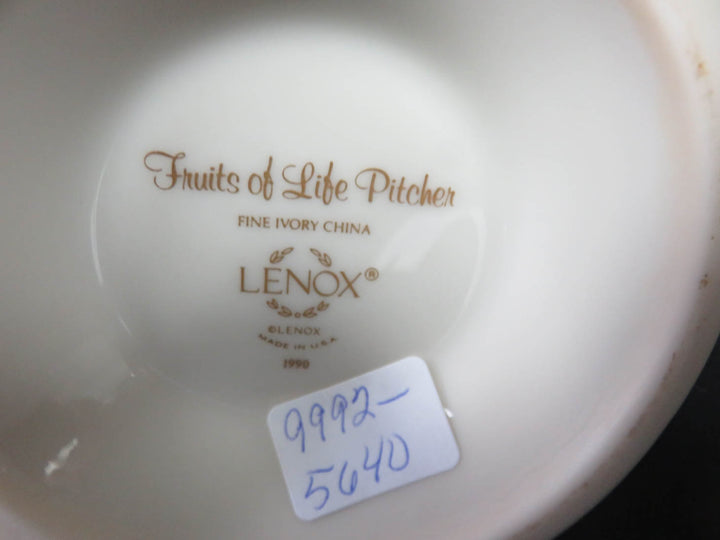 Fruits of Life Pitcher
FINE IVORY CHINA
LENOX®
©LENOX
MADE IN U.S.A.
1990
9992-
5640